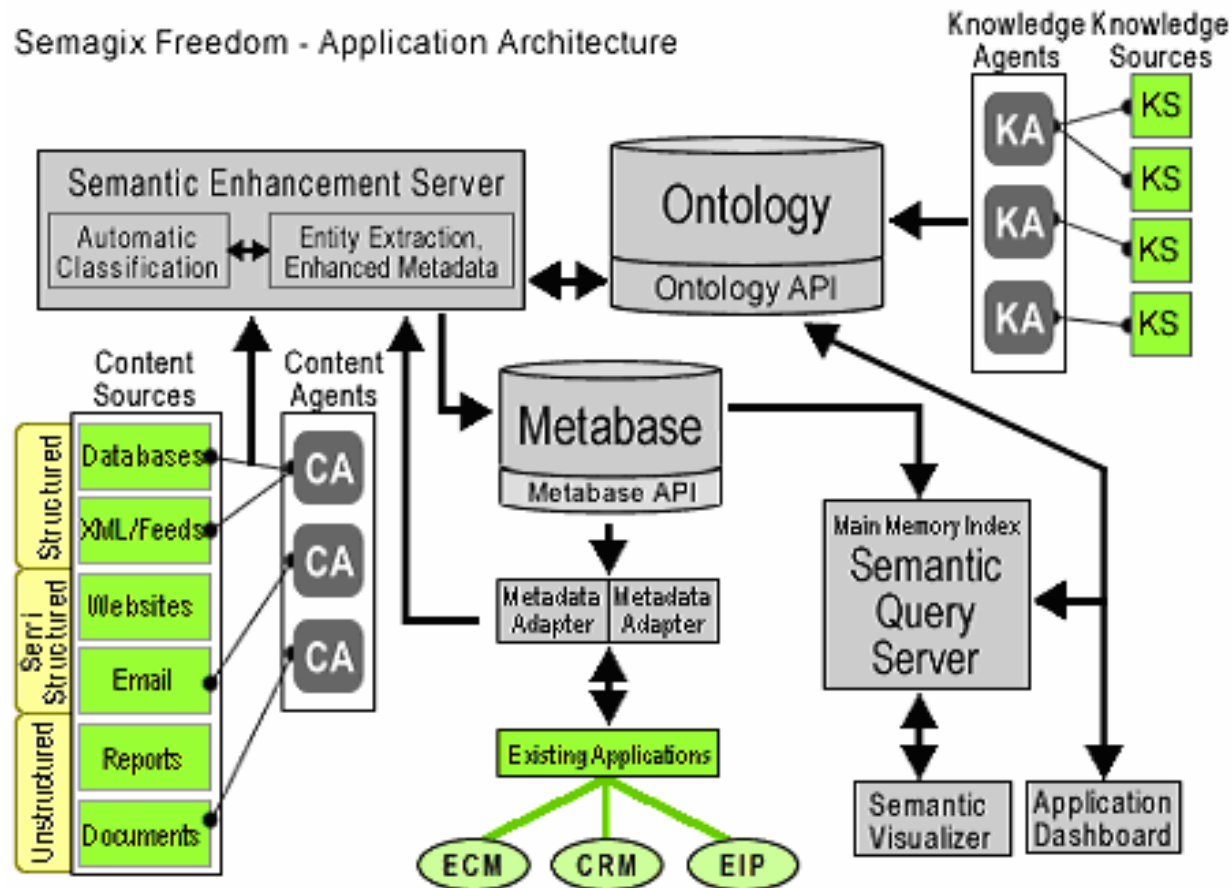 Semagix Freedom - Application Architecture
Knowledge Knowledge
Agents Sources
KA
KA
KA
KS
KS
KS
KS
Semantic Enhancement Server
Automatic
Classification
Entity Extraction,
Enhanced Metadata
Ontology
Ontology API
Content
Sources
Content
Agents
Structured
Semi
Structured
Unstructured
Databases
XML/Feeds
Websites
Email
Reports
Documents
CA
CA
CA
Metabase
Metabase API
Metadata
Adapter
Metadata
Adapter
Existing Applications
ECM
CRM
EIP
Main Memory Index
Semantic
Query
Server
Semantic
Visualizer
Application
Dashboard